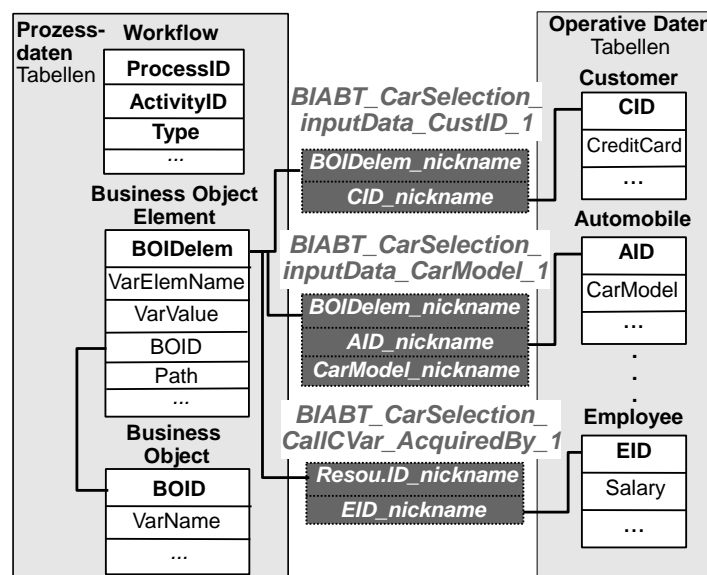 Prozess-
daten
Tabellen
Workflow
ProcessID
ActivityID
Type
...
Business Object
Element
BOIDelem
VarElemName
VarValue
BOID
Path
...
Business
Object
BOID
VarName
...
BIABT_CarSelection_
inputData_CustID_1
BOIDelem_nickname
CID_nickname
BIABT_CarSelection_
inputData_CarModel_1
BOIDelem_nickname
AID_nickname
CarModel_nickname
BIABT_CarSelection_
CallCVar_AcquiredBy_1
Resou.ID_nickname
EID_nickname
Operative Daten
Tabellen
Customer
CID
CreditCard
...
Automobile
AID
CarModel
...
.
.
.
Employee
EID
Salary
...